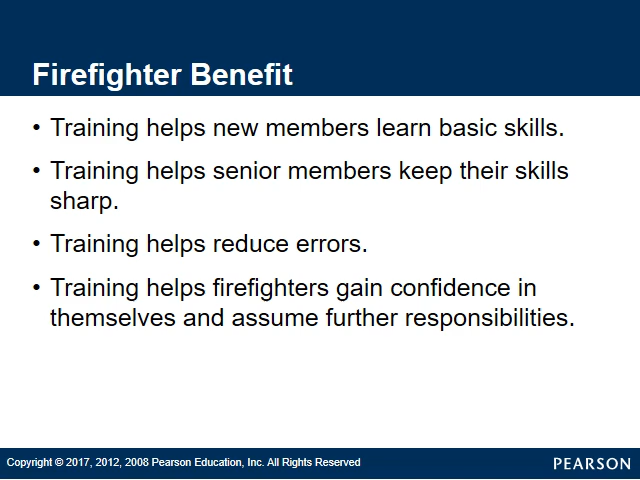 Firefighter Benefit
• Training helps new members learn basic skills.
• Training helps senior members keep their skills
sharp.
• Training helps reduce errors.
• Training helps firefighters gain confidence in
themselves and assume further responsibilities.
Copyright © 2017, 2012, 2008 Pearson Education, Inc. All Rights Reserved
PEARSON